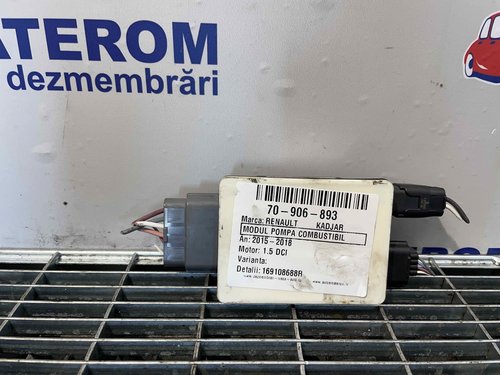 ATEROM
dezmembrări
70-906-893
Marca: RENAULT KADJAR
MODUL POMPA COMBUSTIBIL
An: 2015-2018
Motor: 1.5 DCI
Varianta:
Detalii: 169108688R